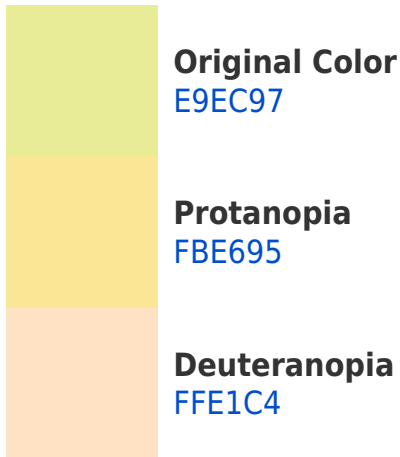 Original Color
E9EC97
Protanopia
FBE695
Deuteranopia
FFE1C4